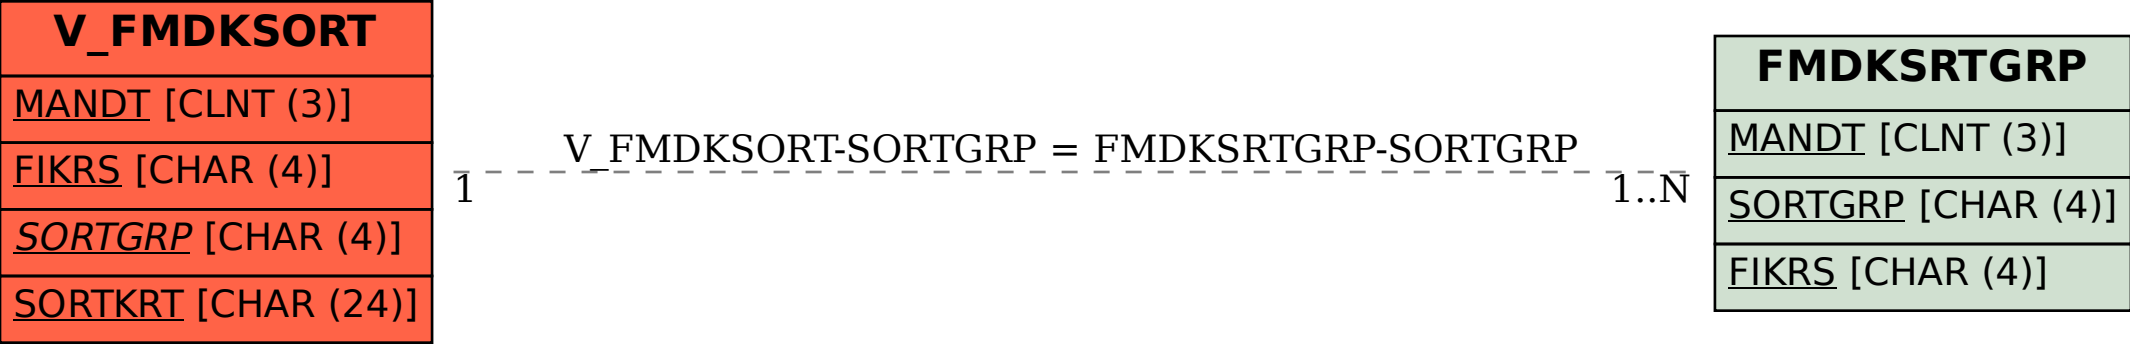 V_FMDKSORT
MANDT [CLNT (3)]
FIKRS [CHAR (4)]
SORTGRP [CHAR (4)]
SORTKRT [CHAR (24)]
V_FMDKSORT-SORTGRP = FMDKSRTGRP-SORTGRP
1
1..N
FMDKSRTGRP
MANDT [CLNT (3)]
SORTGRP [CHAR (4)]
FIKRS [CHAR (4)]